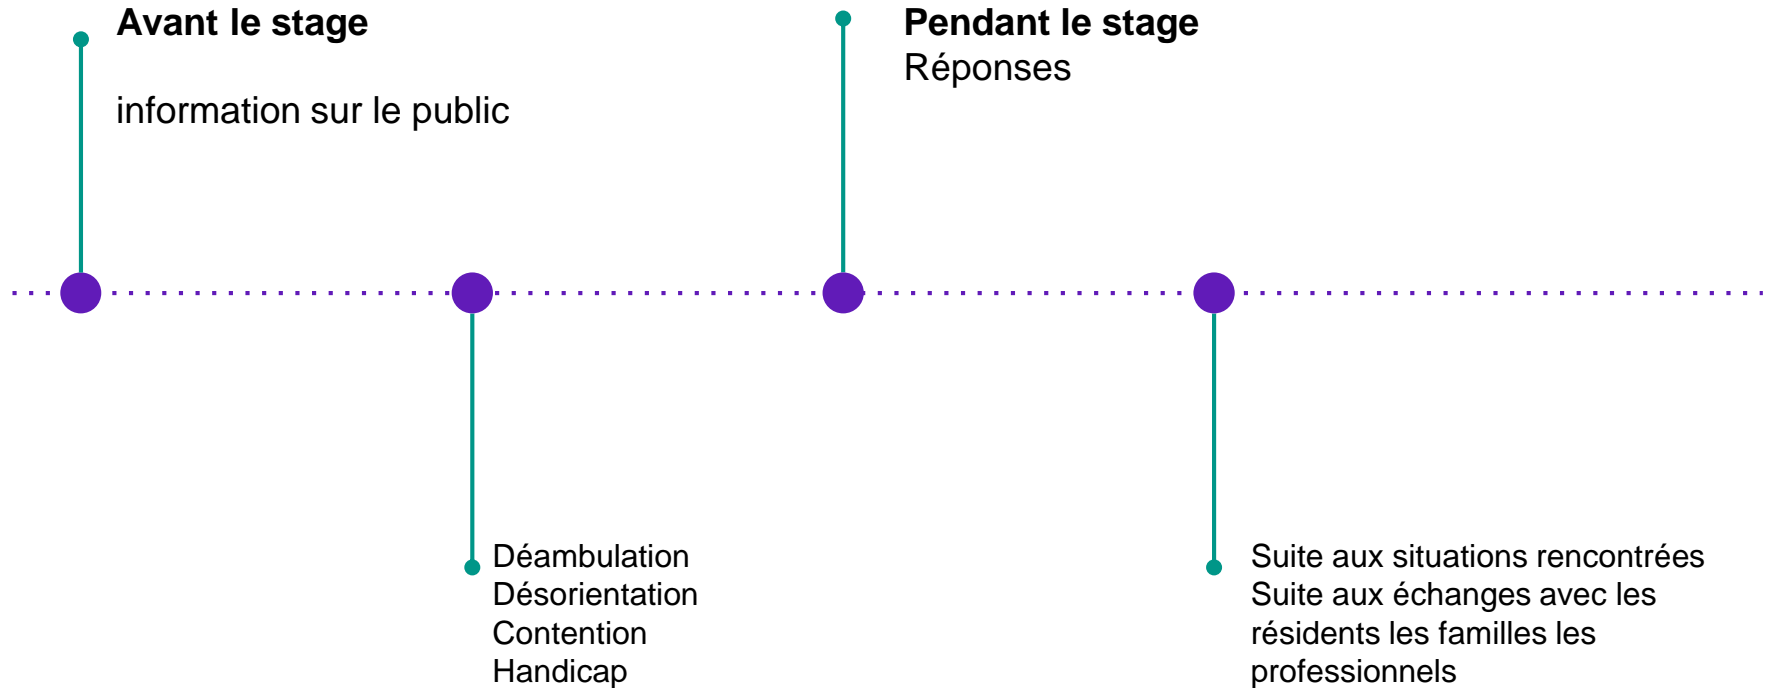 Avant le stage
information sur le public
Pendant le stage
Réponses
Déambulation
Désorientation
Contention
Handicap
Suite aux situations rencontrées
Suite aux échanges avec les
résidents les familles les
professionnels